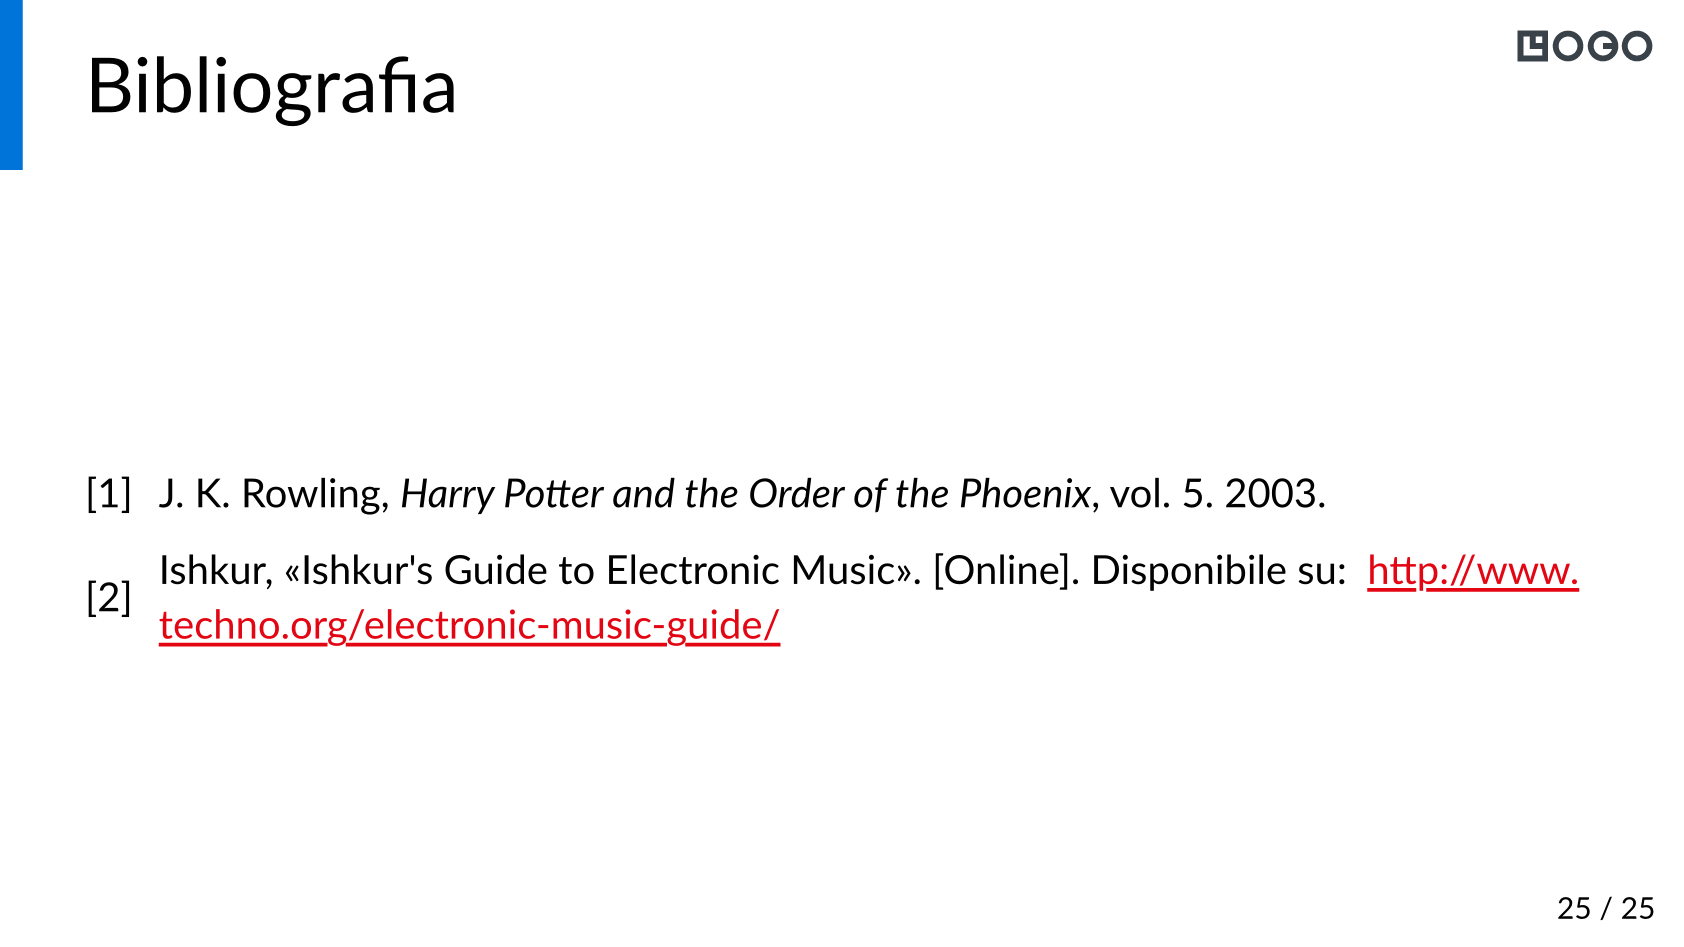 Bibliografia
LOGO
[1] J. K. Rowling, Harry Potter and the Order of the Phoenix, vol. 5. 2003.
[2] Ishkur, «Ishkur's Guide to Electronic Music». [Online]. Disponibile su: http://www.
techno.org/electronic-music-guide/
25 / 25